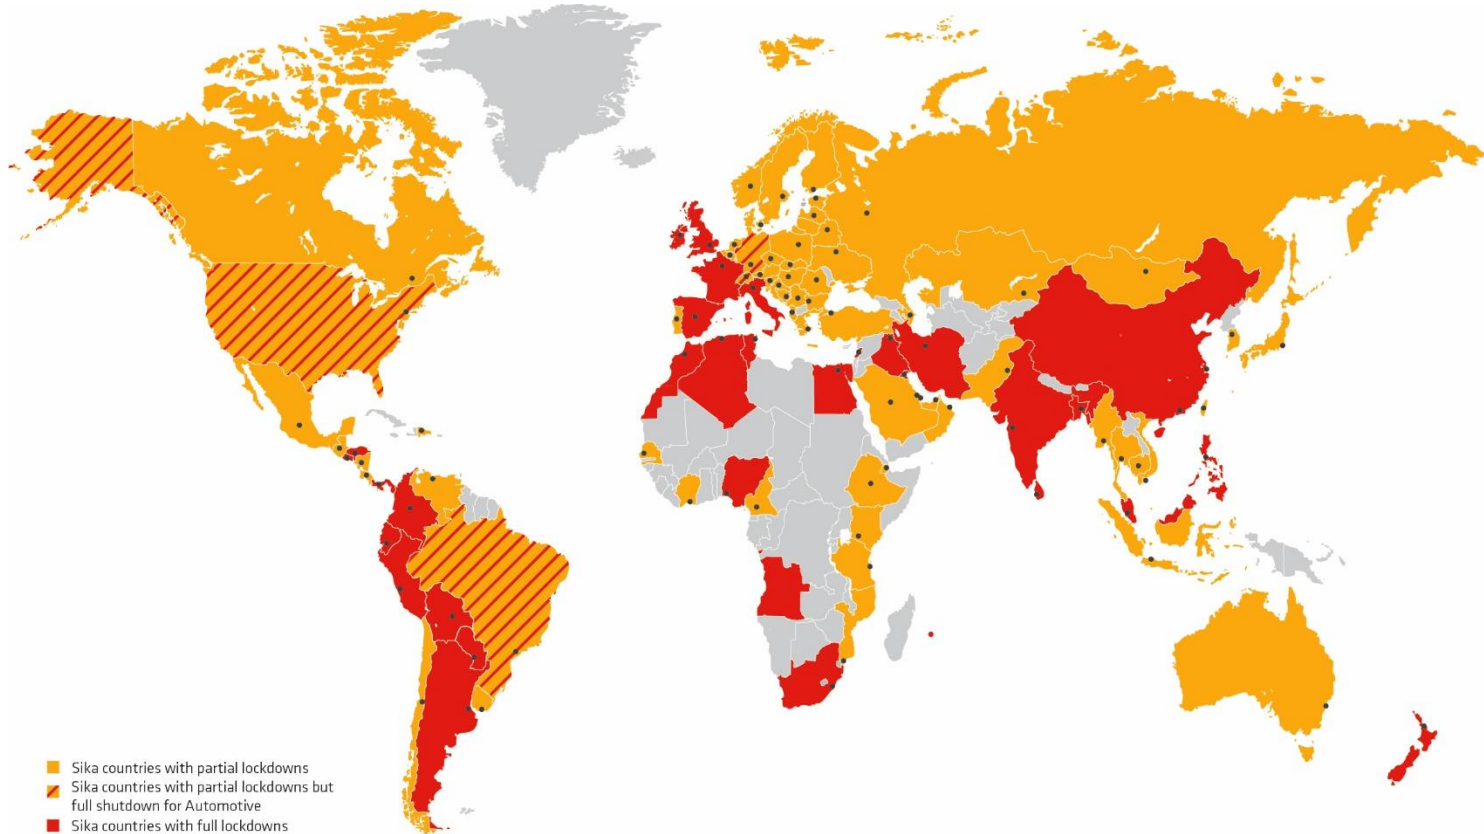 Sika countries with partial lockdowns
Sika countries with partial lockdowns but
full shutdown for Automotive
Sika countries with full lockdowns